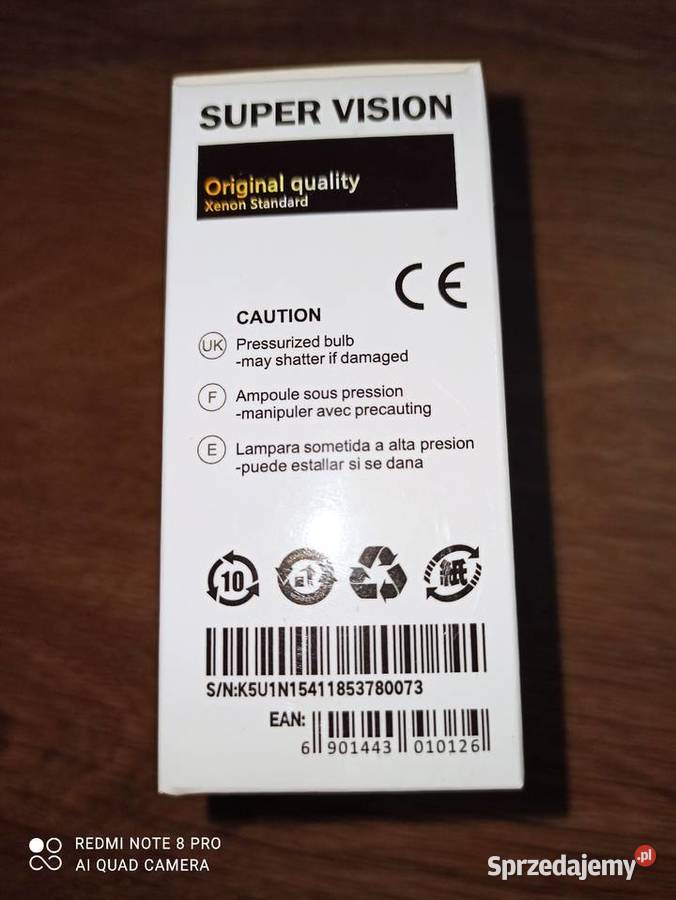 SUPER VISION
Original quality
Xenon Standard
CE
CAUTION
UK Pressurized bulb
-may shatter if damaged
F Ampoule sous pression
-manipuler avec precauting
E Lampara sometida a alta presion
-puede estallar si se dana
10
紙
S/N:K5U1N15411853780073
EAN:
6 901443 010126
REDMI NOTE 8 PRO
AI QUAD CAMERA
Sprzedajemy.pl